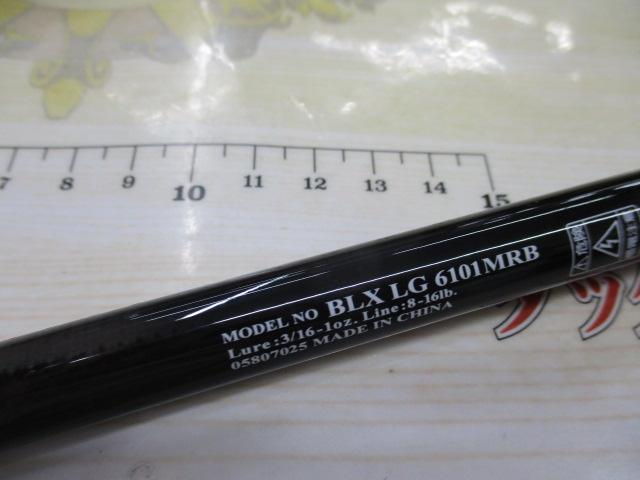 7 8 9 10 11 12 13 14 15
MODEL NO BLX LG 6101MRB
Lure:3/16-1oz. Line:8-16lb.
05807025 MADE IN CHINA